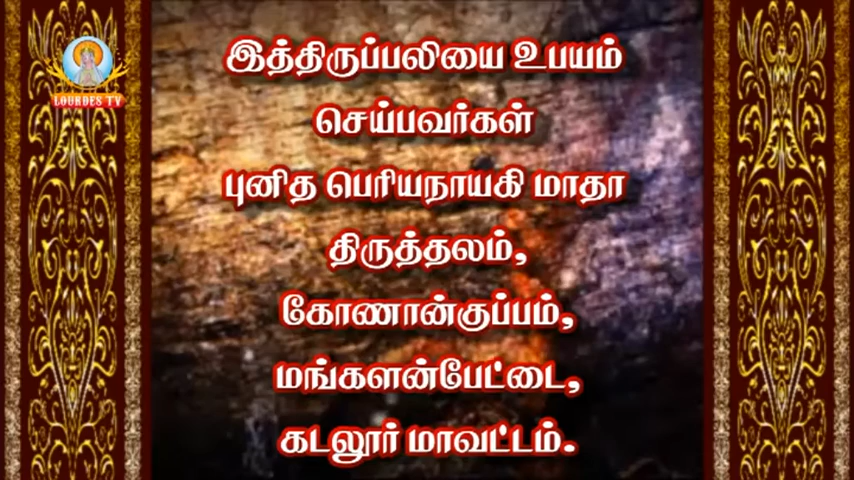 LOURDES TV
இத்திருப்பலியை உபயம்
செய்பவர்கள்
புனித பெரியநாயகி மாதா
திருத்தலம்,
கோணான்குப்பம்,
மங்களன்பேட்டை,
கடலூர் மாவட்டம்.